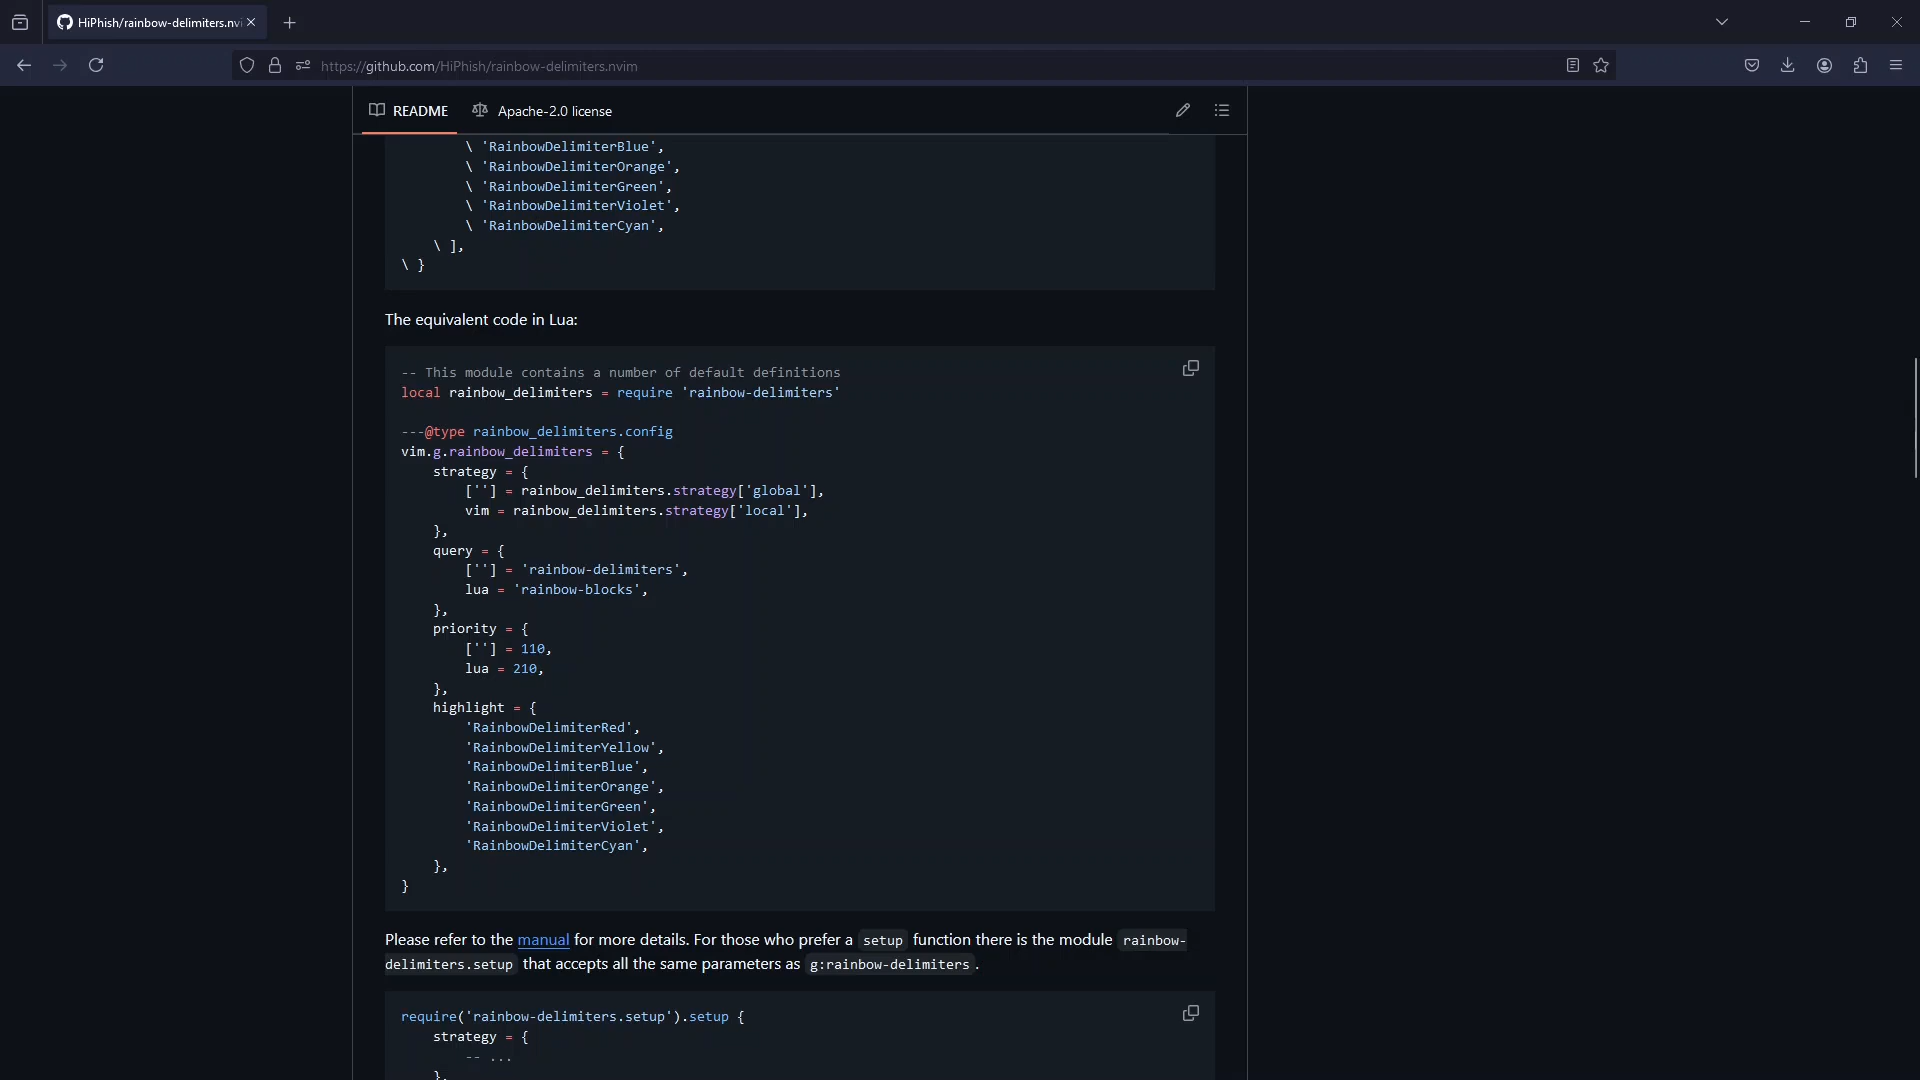 HiPhish/rainbow-delimiters.nvi
https://github.com/HiPhish/rainbow-delimiters.nvim
README
Apache-2.0 license
\ 'RainbowDelimiterBlue',
\ 'RainbowDelimiterOrange',
\ 'RainbowDelimiterGreen',
\ 'RainbowDelimiterViolet',
\ 'RainbowDelimiterCyan',
\ ],
\ }
The equivalent code in Lua:
-- This module contains a number of default definitions
local rainbow_delimiters = require 'rainbow-delimiters'
---@type rainbow_delimiters.config
vim.g.rainbow_delimiters = {
strategy = {
[''] = rainbow_delimiters.strategy['global'],
vim = rainbow_delimiters.strategy['local'],
},
query = {
[''] = 'rainbow-delimiters',
lua = 'rainbow-blocks',
},
priority = {
[''] = 110,
lua = 210,
},
highlight = {
'RainbowDelimiterRed',
'RainbowDelimiterYellow',
'RainbowDelimiterBlue',
'RainbowDelimiterOrange',
'RainbowDelimiterGreen',
'RainbowDelimiterViolet',
'RainbowDelimiterCyan',
},
}
Please refer to the manual for more details. For those who prefer a setup function there is the module rainbow-
delimiters.setup that accepts all the same parameters as g:rainbow-delimiters.
require('rainbow-delimiters.setup').setup {
strategy = {
-- ...
},